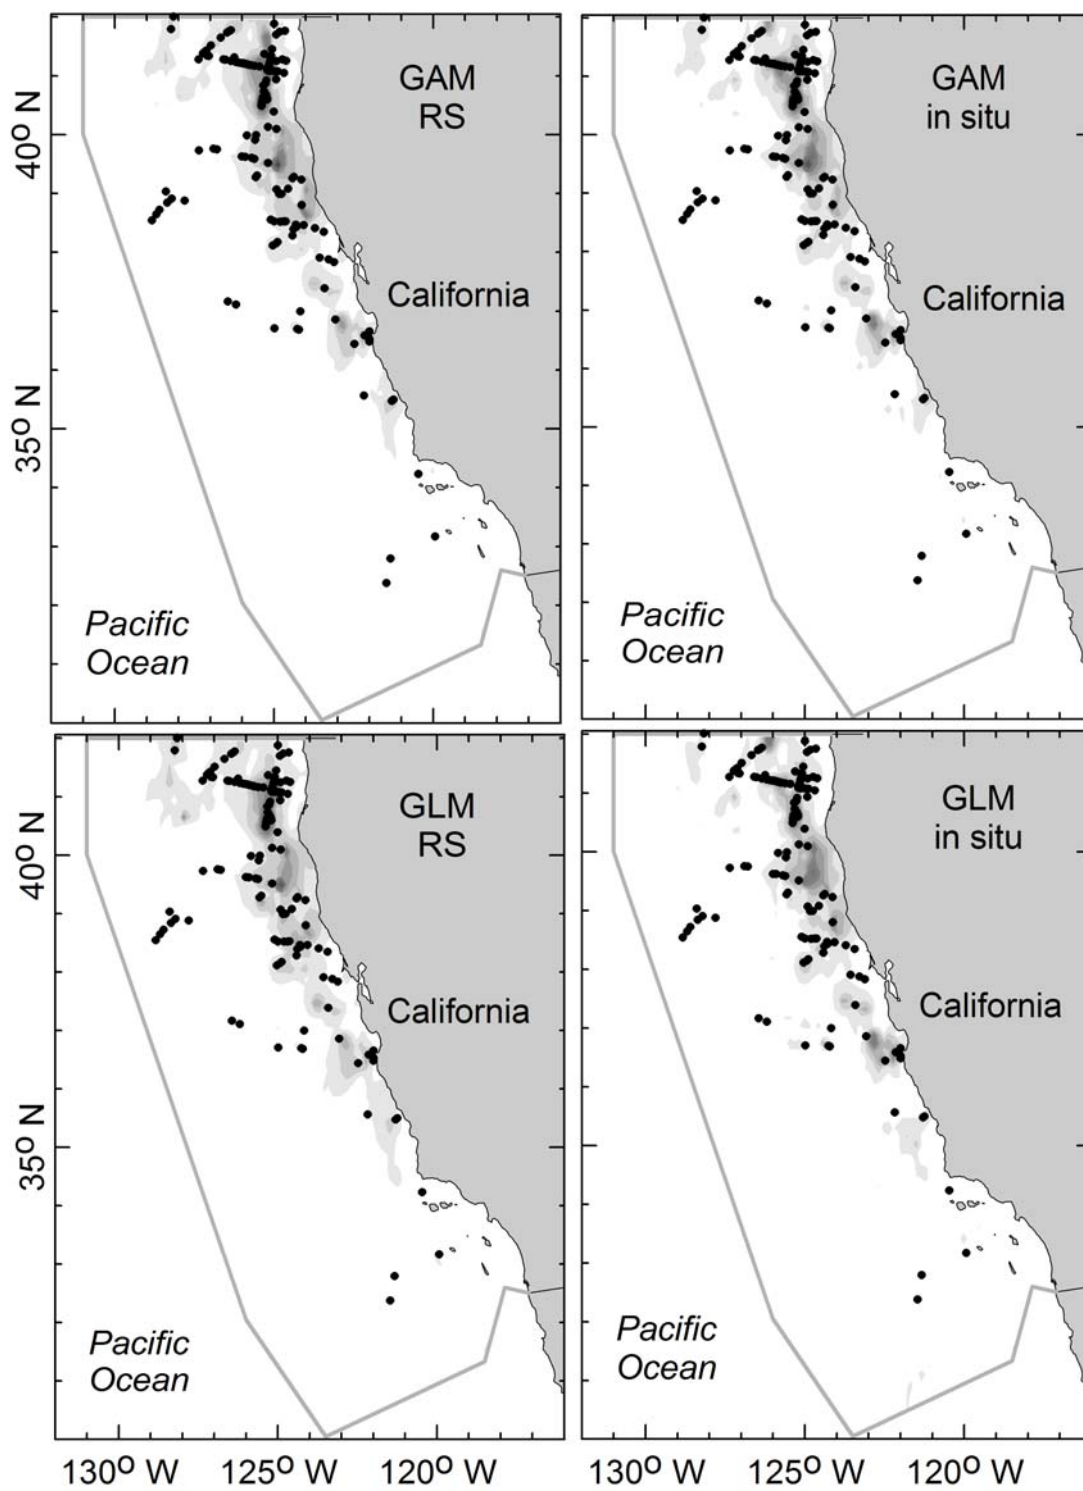 GAM
RS
40° N
California
35° N
Pacific
Ocean
GAM
in situ
California
Pacific
Ocean
GLM
RS
40° N
California
35° N
Pacific
Ocean
130° W 125° W 120° W
GLM
in situ
California
Pacific
Ocean
130° W 125° W 120° W